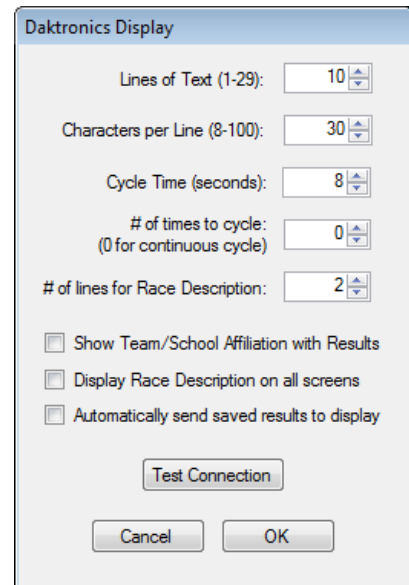 Daktronics Display
Lines of Text (1-29): 10
Characters per Line (8-100): 30
Cycle Time (seconds): 8
# of times to cycle:
(0 for continuous cycle) 0
# of lines for Race Description: 2
Show Team/School Affiliation with Results
Display Race Description on all screens
Automatically send saved results to display
Test Connection
Cancel OK